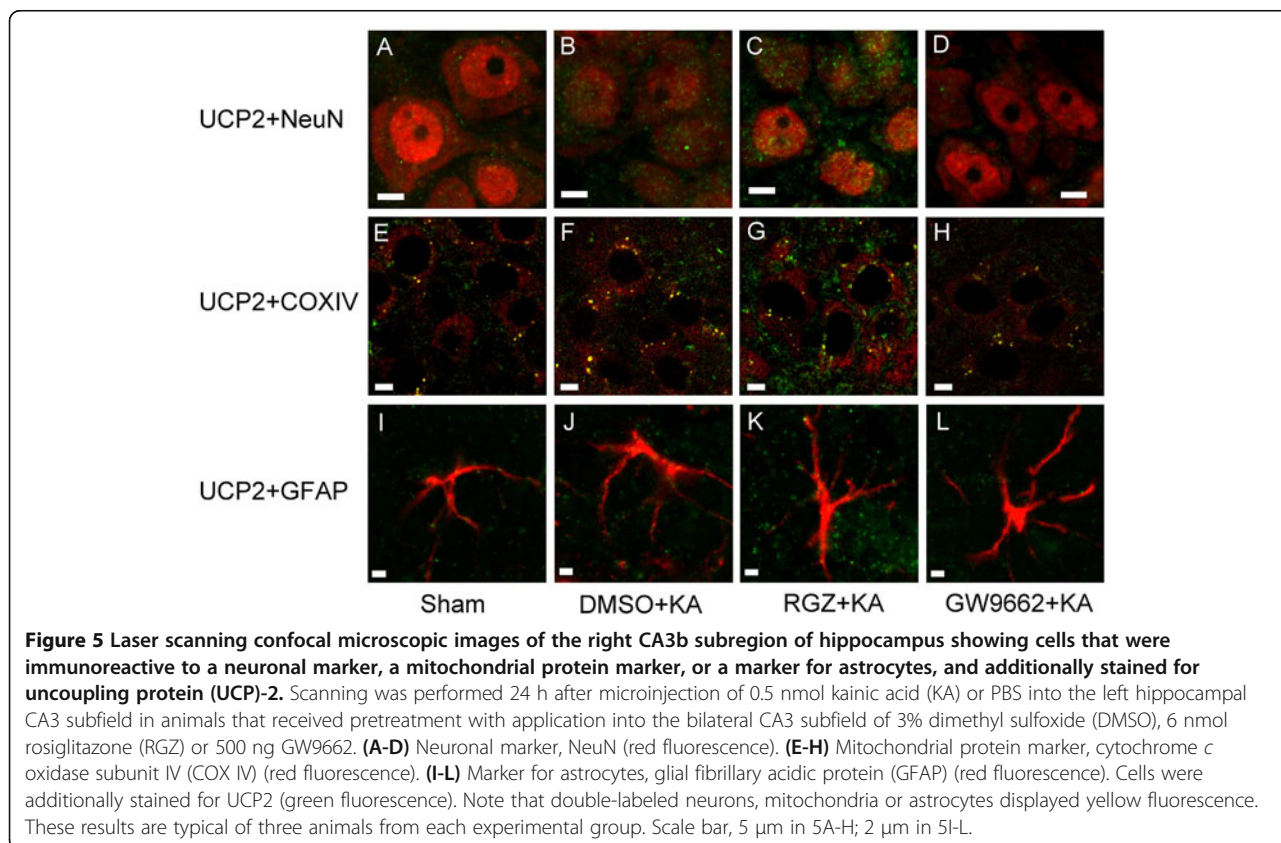 A B C D
UCP2+NeuN
E F G H
UCP2+COXIV
I J K L
UCP2+GFAP
Sham DMSO+KA RGZ+KA GW9662+KA
Figure 5 Laser scanning confocal microscopic images of the right CA3b subregion of hippocampus showing cells that were
immunoreactive to a neuronal marker, a mitochondrial protein marker, or a marker for astrocytes, and additionally stained for
uncoupling protein (UCP)-2. Scanning was performed 24 h after microinjection of 0.5 nmol kainic acid (KA) or PBS into the left hippocampal
CA3 subfield in animals that received pretreatment with application into the bilateral CA3 subfield of 3% dimethyl sulfoxide (DMSO), 6 nmol
rosiglitazone (RGZ) or 500 ng GW9662. (A-D) Neuronal marker, NeuN (red fluorescence). (E-H) Mitochondrial protein marker, cytochrome c
oxidase subunit IV (COX IV) (red fluorescence). (I-L) Marker for astrocytes, glial fibrillary acidic protein (GFAP) (red fluorescence). Cells were
additionally stained for UCP2 (green fluorescence). Note that double-labeled neurons, mitochondria or astrocytes displayed yellow fluorescence.
These results are typical of three animals from each experimental group. Scale bar, 5 μm in 5A-H; 2 μm in 5I-L.